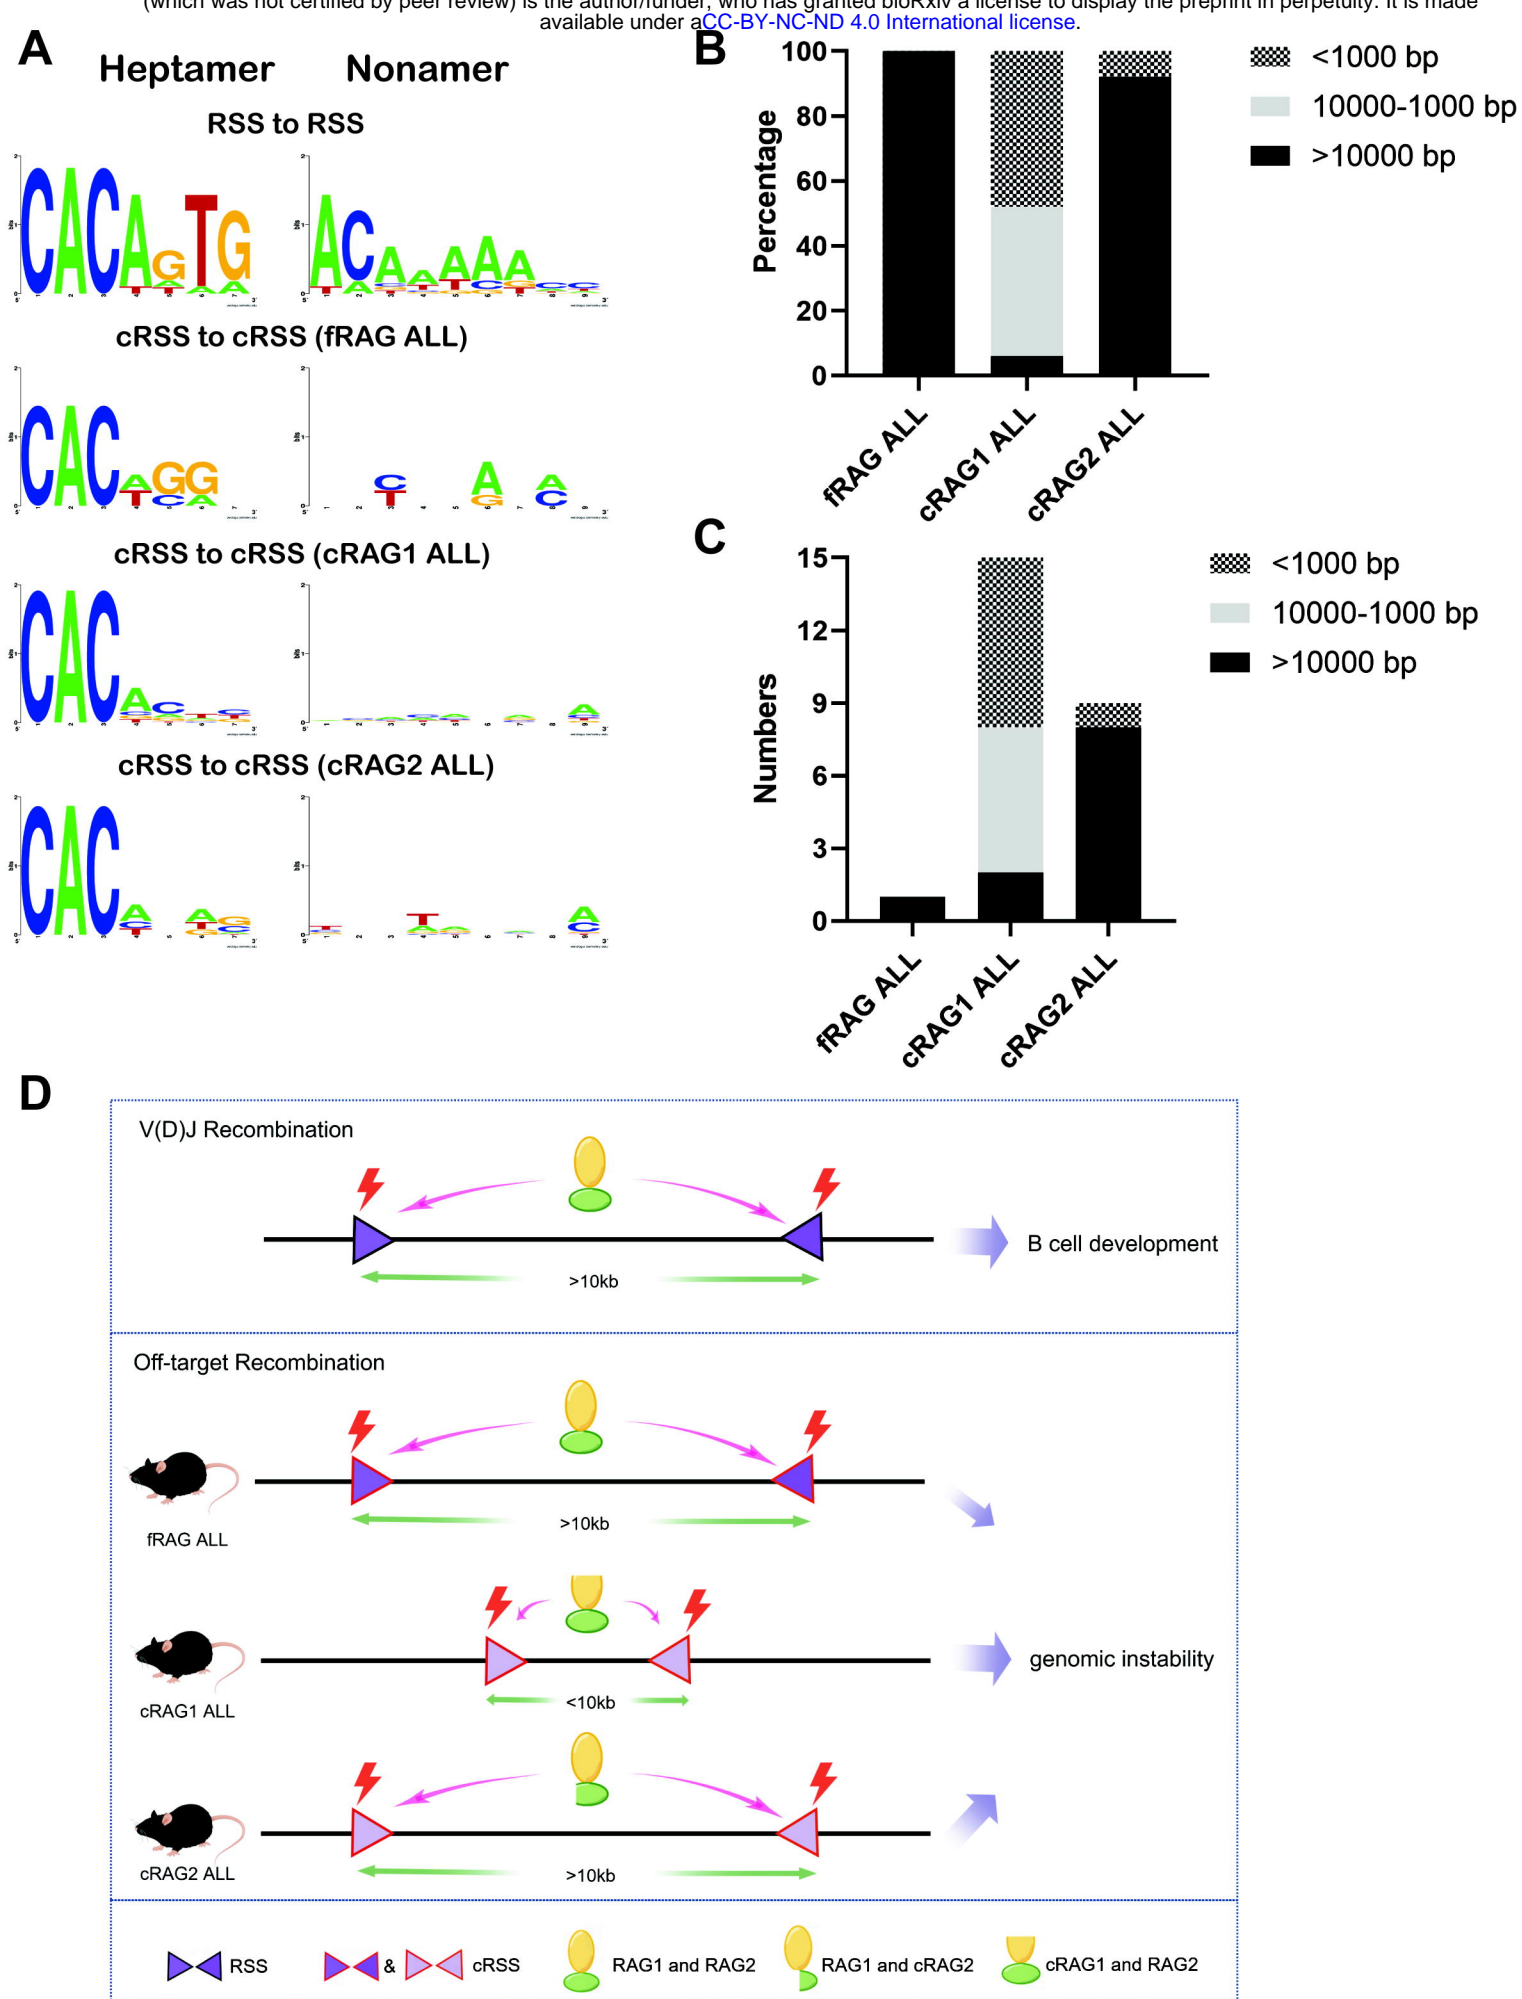 (which was not certified by peer review) is the author/funder, who has granted bioRxiv a license to display the preprint in perpetuity. It is made
available under aCC-BY-NC-ND 4.0 International license.
A
Heptamer Nonamer
RSS to RSS
CACAGTG ACAAAAA
cRSS to cRSS (fRAG ALL)
cRSS to cRSS (cRAG1 ALL)
cRSS to cRSS (cRAG2 ALL)
B
Percentage
100
80
60
40
20
0
fRAG ALL
cRAG1 ALL
cRAG2 ALL
<1000 bp
10000-1000 bp
>10000 bp
C
Numbers
15
12
9
6
3
0
fRAG ALL
cRAG1 ALL
cRAG2 ALL
<1000 bp
10000-1000 bp
>10000 bp
D
V(D)J Recombination
>10kb
B cell development
Off-target Recombination
>10kb
fRAG ALL
<10kb
cRAG1 ALL
genomic instability
>10kb
cRAG2 ALL
RSS
& cRSS
RAG1 and RAG2
RAG1 and cRAG2
cRAG1 and RAG2